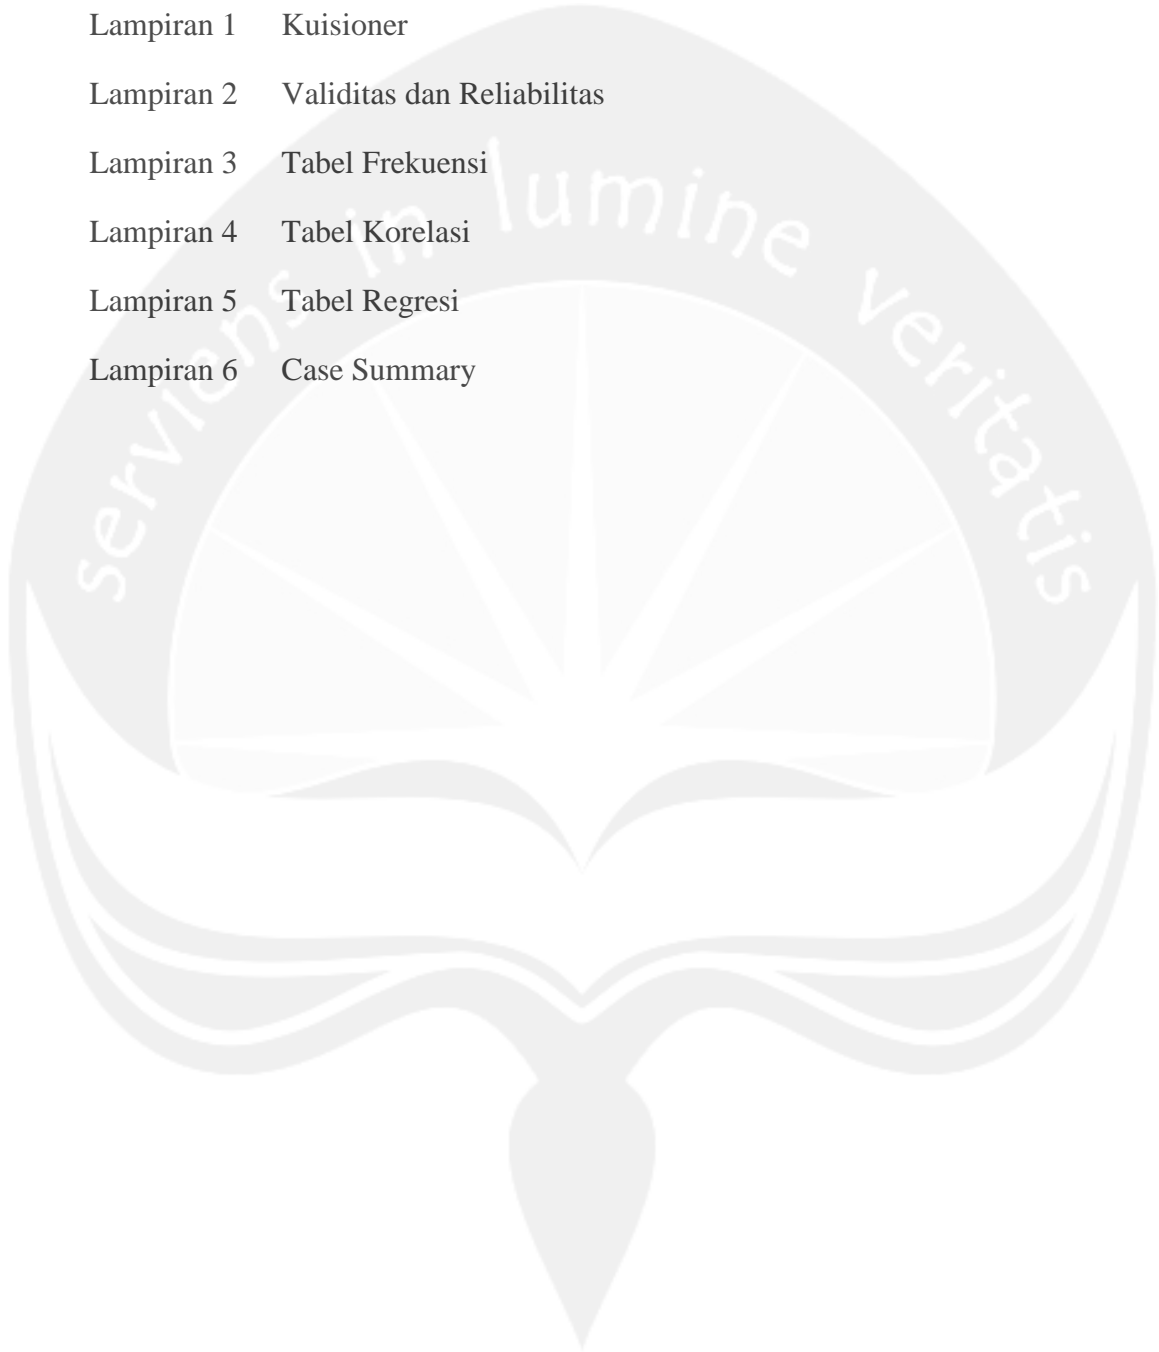 Lampiran 1 Kuisioner
Lampiran 2 Validitas dan Reliabilitas
Lampiran 3 Tabel Frekuensi
Lampiran 4 Tabel Korelasi
Lampiran 5 Tabel Regresi
Lampiran 6 Case Summary
serviens in lumine veritatis